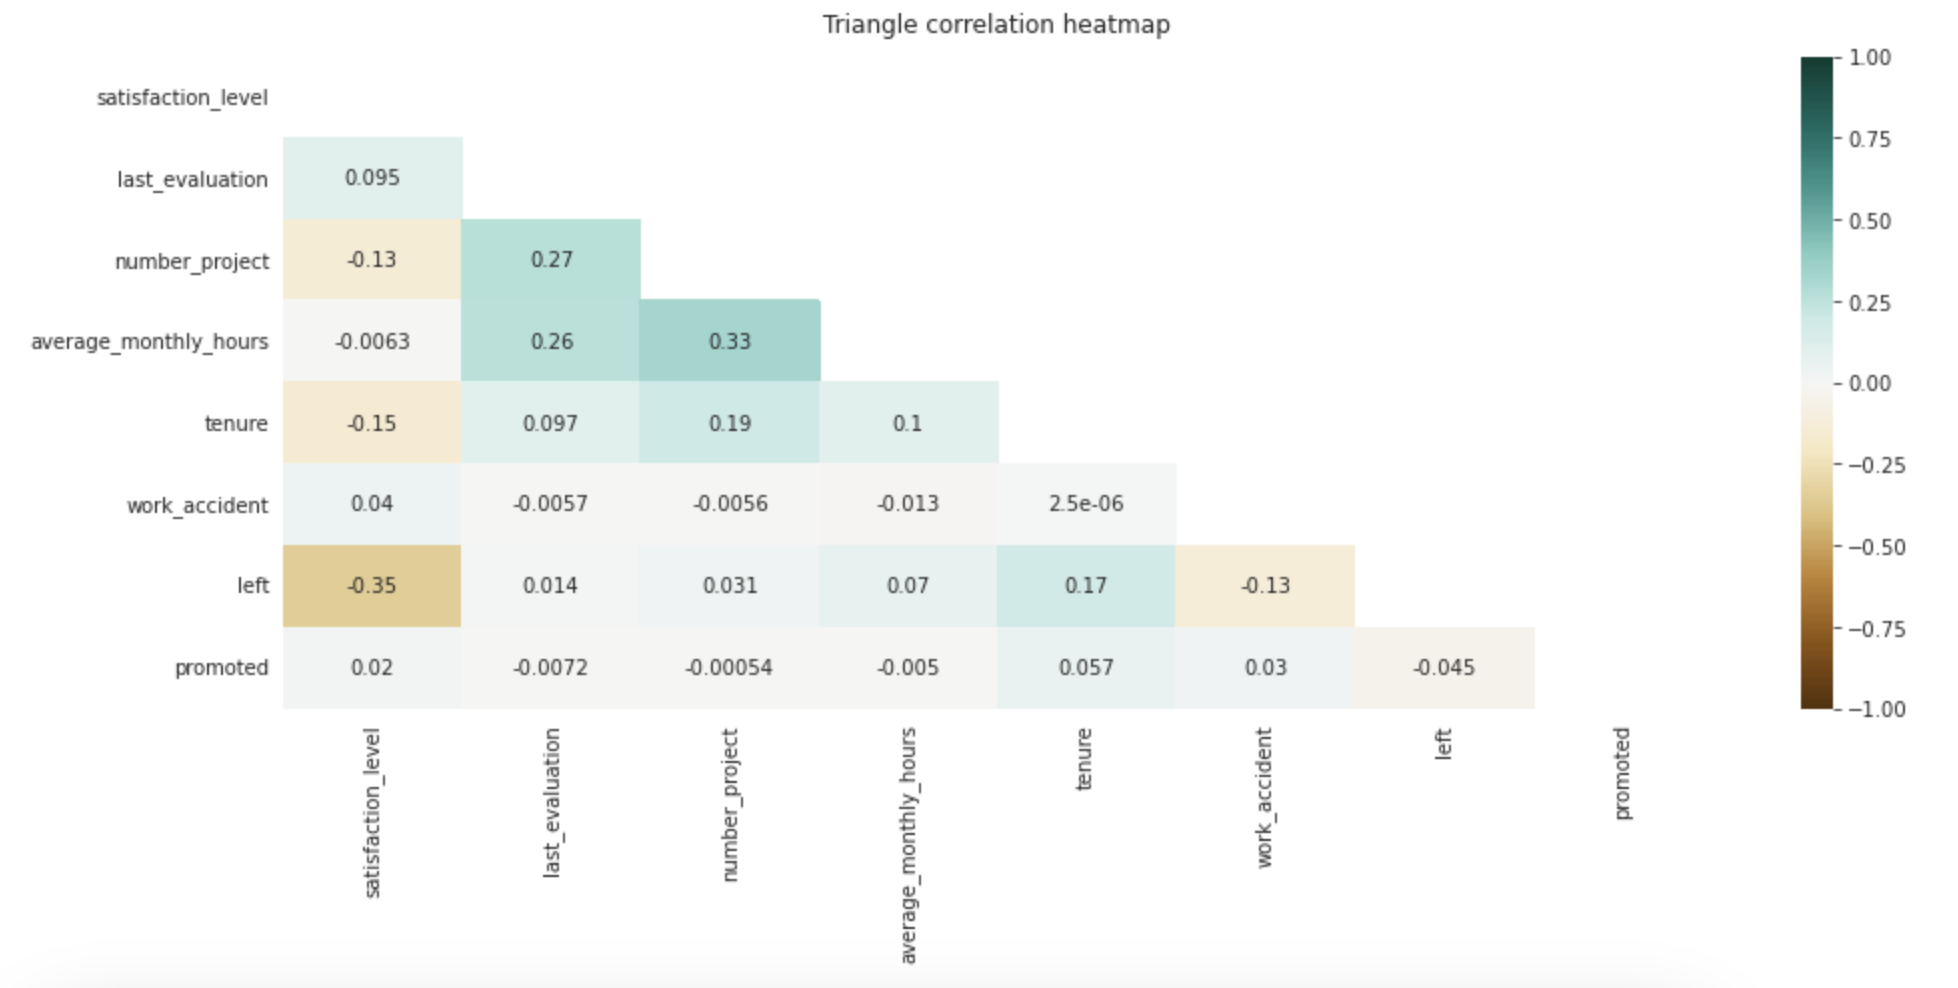 Triangle correlation heatmap
satisfaction_level
last_evaluation 0.095
number_project -0.13 0.27
average_monthly_hours -0.0063 0.26 0.33
tenure -0.15 0.097 0.19 0.1
work_accident 0.04 -0.0057 -0.0056 -0.013 2.5e-06
left -0.35 0.014 0.031 0.07 0.17 -0.13
promoted 0.02 -0.0072 -0.00054 -0.005 0.057 0.03 -0.045
satisfaction_level
last_evaluation
number_project
average_monthly_hours
tenure
work_accident
left
promoted
1.00
0.75
0.50
0.25
0.00
−0.25
−0.50
−0.75
−1.00